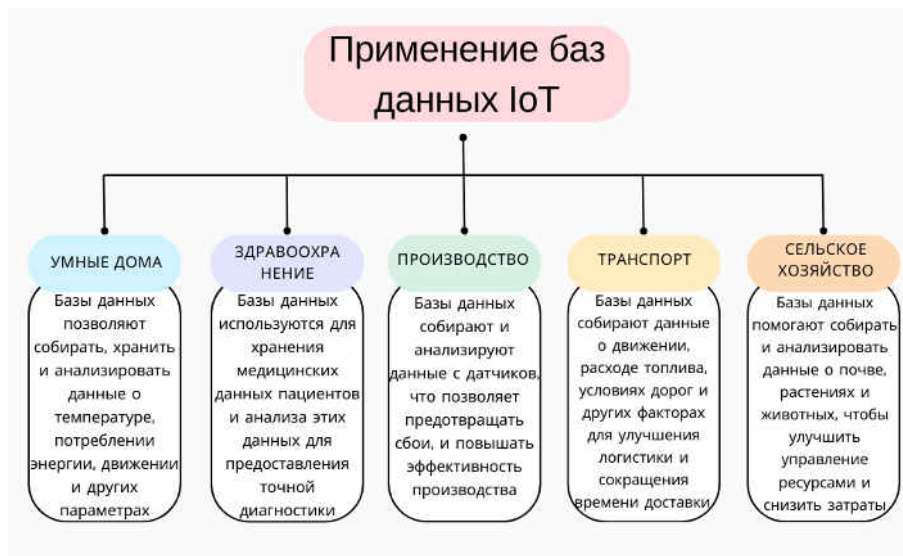 Применение баз
данных IoT
УМНЫЕ ДОМА
Базы данных
позволяют
собирать, хранить
и анализировать
данные о
температуре,
потреблении
энергии, движении
и других
параметрах
ЗДРАВООХРА
НЕНИЕ
Базы данных
используются для
хранения
медицинских
данных пациентов
и анализа этих
данных для
предоставления
точной
диагностики
ПРОИЗВОДСТВО
Базы данных
собирают и
анализируют
данные с датчиков,
что позволяет
предотвращать
сбои, и повышать
эффективность
производства
ТРАНСПОРТ
Базы данных
собирают данные
о движении,
расходе топлива,
условиях дорог и
других факторах
для улучшения
логистики и
сокращения
времени доставки
СЕЛЬСКОЕ
ХОЗЯЙСТВО
Базы данных
помогают собирать
и анализировать
данные о почве,
растениях и
животных, чтобы
улучшить
управление
ресурсами и
снизить затраты